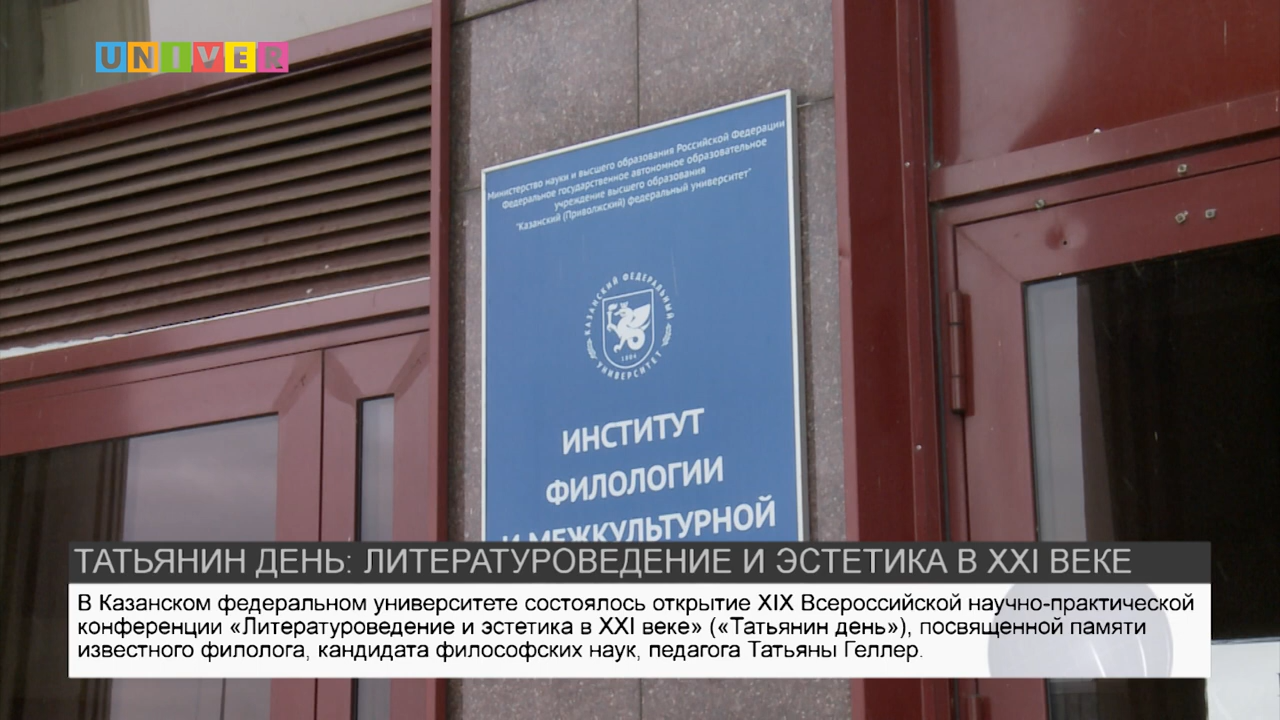 UNIVER
Министерство науки и высшего образования Российской Федерации
Федеральное государственное автономное образовательное
учреждение высшего образования
"Казанский (Приволжский) федеральный университет"
КАЗАНСКИЙ ФЕДЕРАЛЬНЫЙ
1804
УНИВЕРСИТЕТ
ИНСТИТУТ
ФИЛОЛОГИИ
И МЕЖКУЛЬТУРНОЙ
ТАТЬЯНИН ДЕНЬ: ЛИТЕРАТУРОВЕДЕНИЕ И ЭСТЕТИКА В XXI ВЕКЕ
В Казанском федеральном университете состоялось открытие XIX Всероссийской научно-практической
конференции «Литературоведение и эстетика в XXI веке» («Татьянин день»), посвященной памяти
известного филолога, кандидата философских наук, педагога Татьяны Геллер.